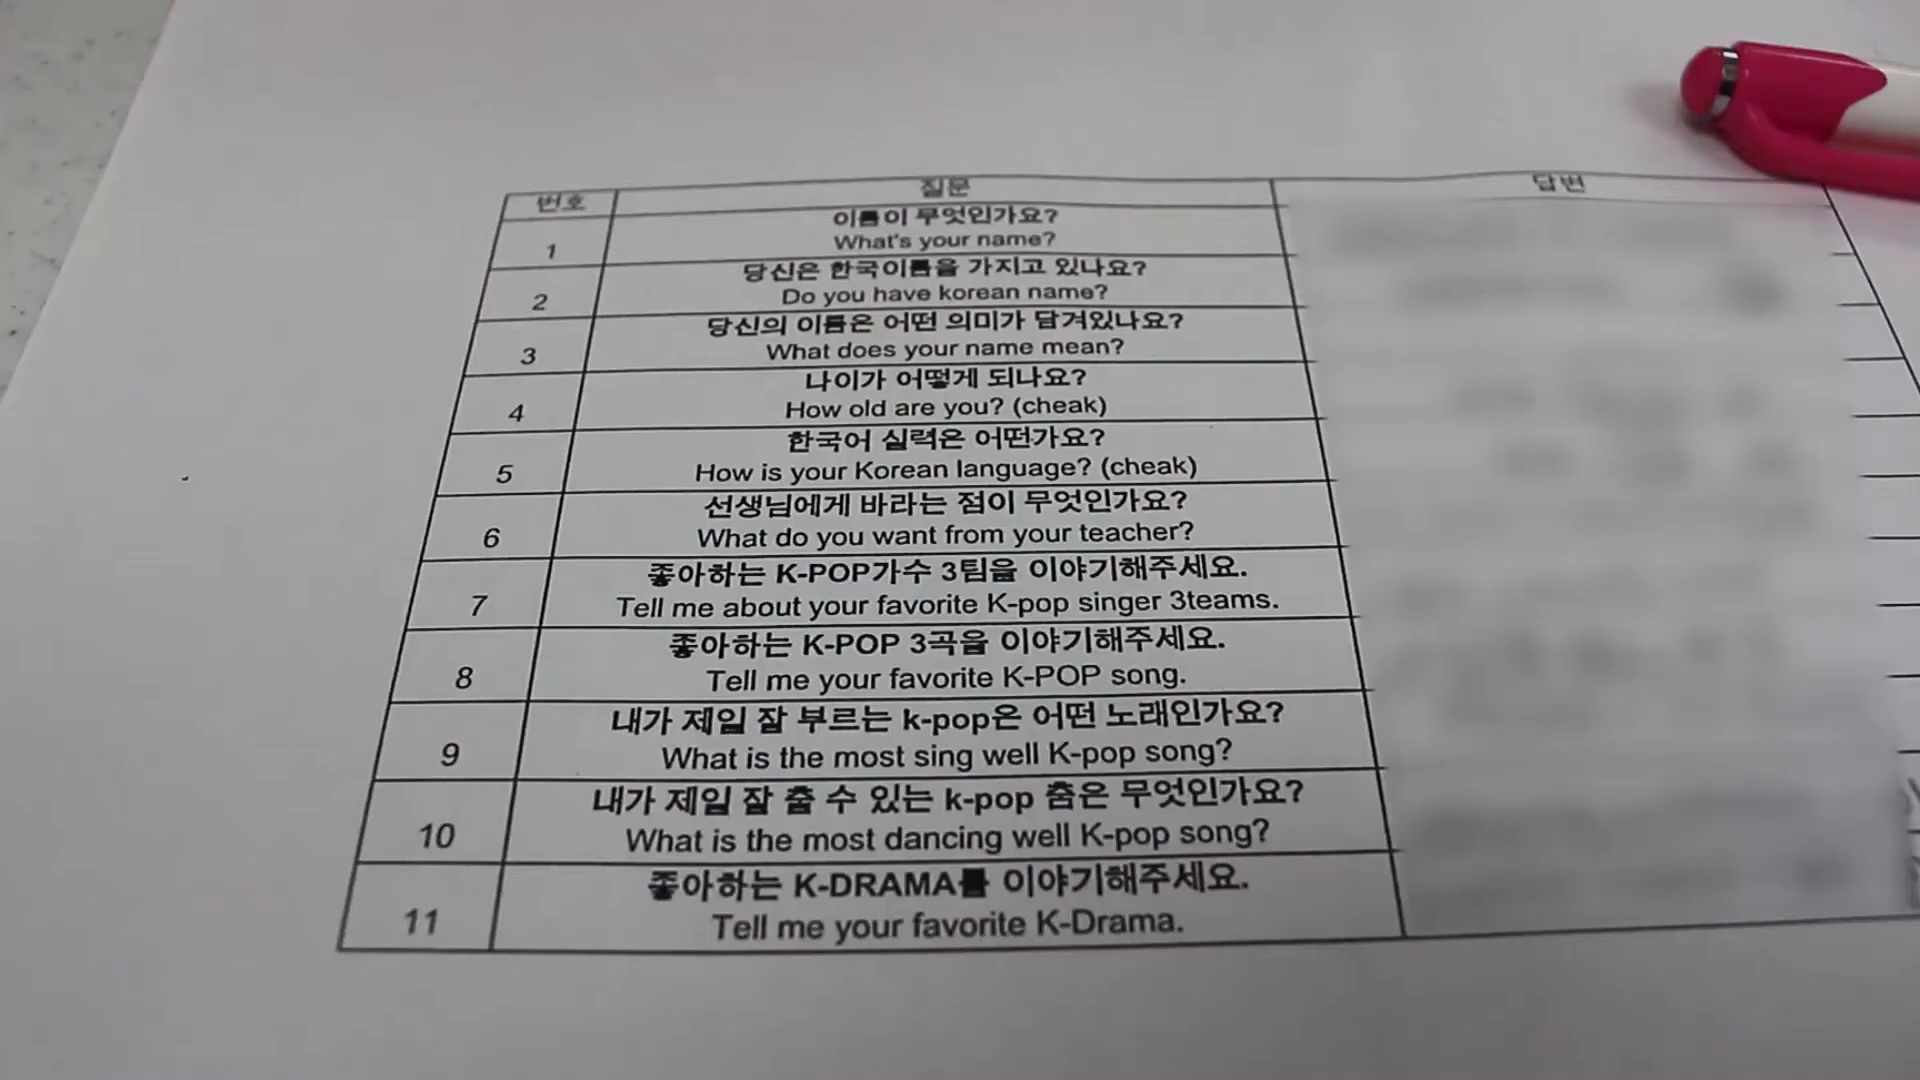 번호 질문 답변
1 이름이 무엇인가요?
What's your name?
2 당신은 한국이름을 가지고 있나요?
Do you have korean name?
3 당신의 이름은 어떤 의미가 담겨있나요?
What does your name mean?
4 나이가 어떻게 되나요?
How old are you? (cheak)
5 한국어 실력은 어떤가요?
How is your Korean language? (cheak)
6 선생님에게 바라는 점이 무엇인가요?
What do you want from your teacher?
7 좋아하는 K-POP가수 3팀을 이야기해주세요.
Tell me about your favorite K-pop singer 3teams.
8 좋아하는 K-POP 3곡을 이야기해주세요.
Tell me your favorite K-POP song.
9 내가 제일 잘 부르는 k-pop은 어떤 노래인가요?
What is the most sing well K-pop song?
10 내가 제일 잘 출 수 있는 k-pop 춤은 무엇인가요?
What is the most dancing well K-pop song?
11 좋아하는 K-DRAMA를 이야기해주세요.
Tell me your favorite K-Drama.